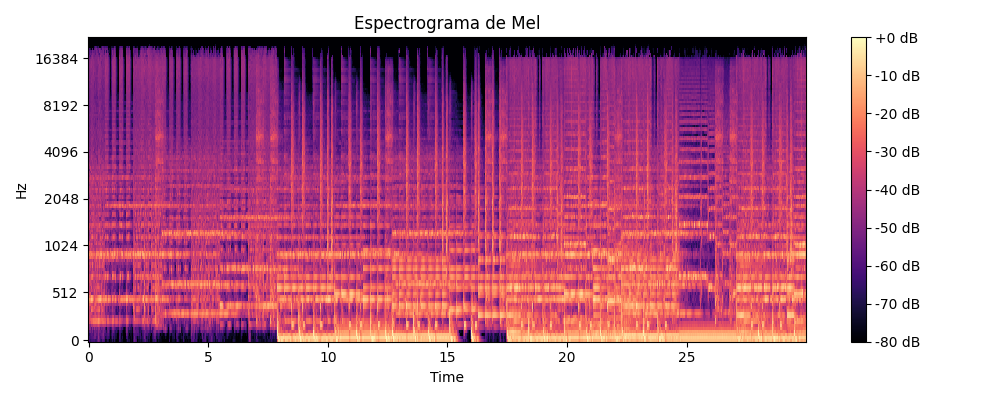 Espectrograma de Mel
16384
8192
4096
2048
1024
512
0
Hz
0 5 10 15 20 25
Time
+0 dB
-10 dB
-20 dB
-30 dB
-40 dB
-50 dB
-60 dB
-70 dB
-80 dB